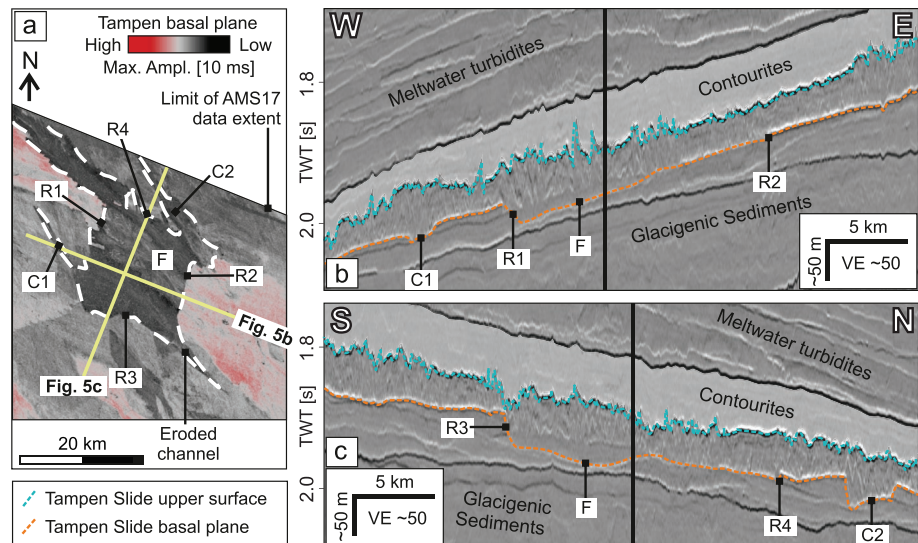 a
Tampen basal plane
High
Low
Max. Ampl. [10 ms]
N
Limit of AMS17
data extent
R4
C2
R1
F
C1
R2
R3
Fig. 5b
Fig. 5c
Eroded
channel
20 km
Tampen Slide upper surface
Tampen Slide basal plane
W
E
TWT [s]
1.8
2.0
Meltwater turbidites
Contourites
R2
Glacigenic Sediments
C1
R1
F
b
5 km
~50 m
VE ~50
S
N
TWT [s]
1.8
2.0
Meltwater turbidites
Contourites
R3
c
5 km
~50 m
VE ~50
Glacigenic
Sediments
F
R4
C2